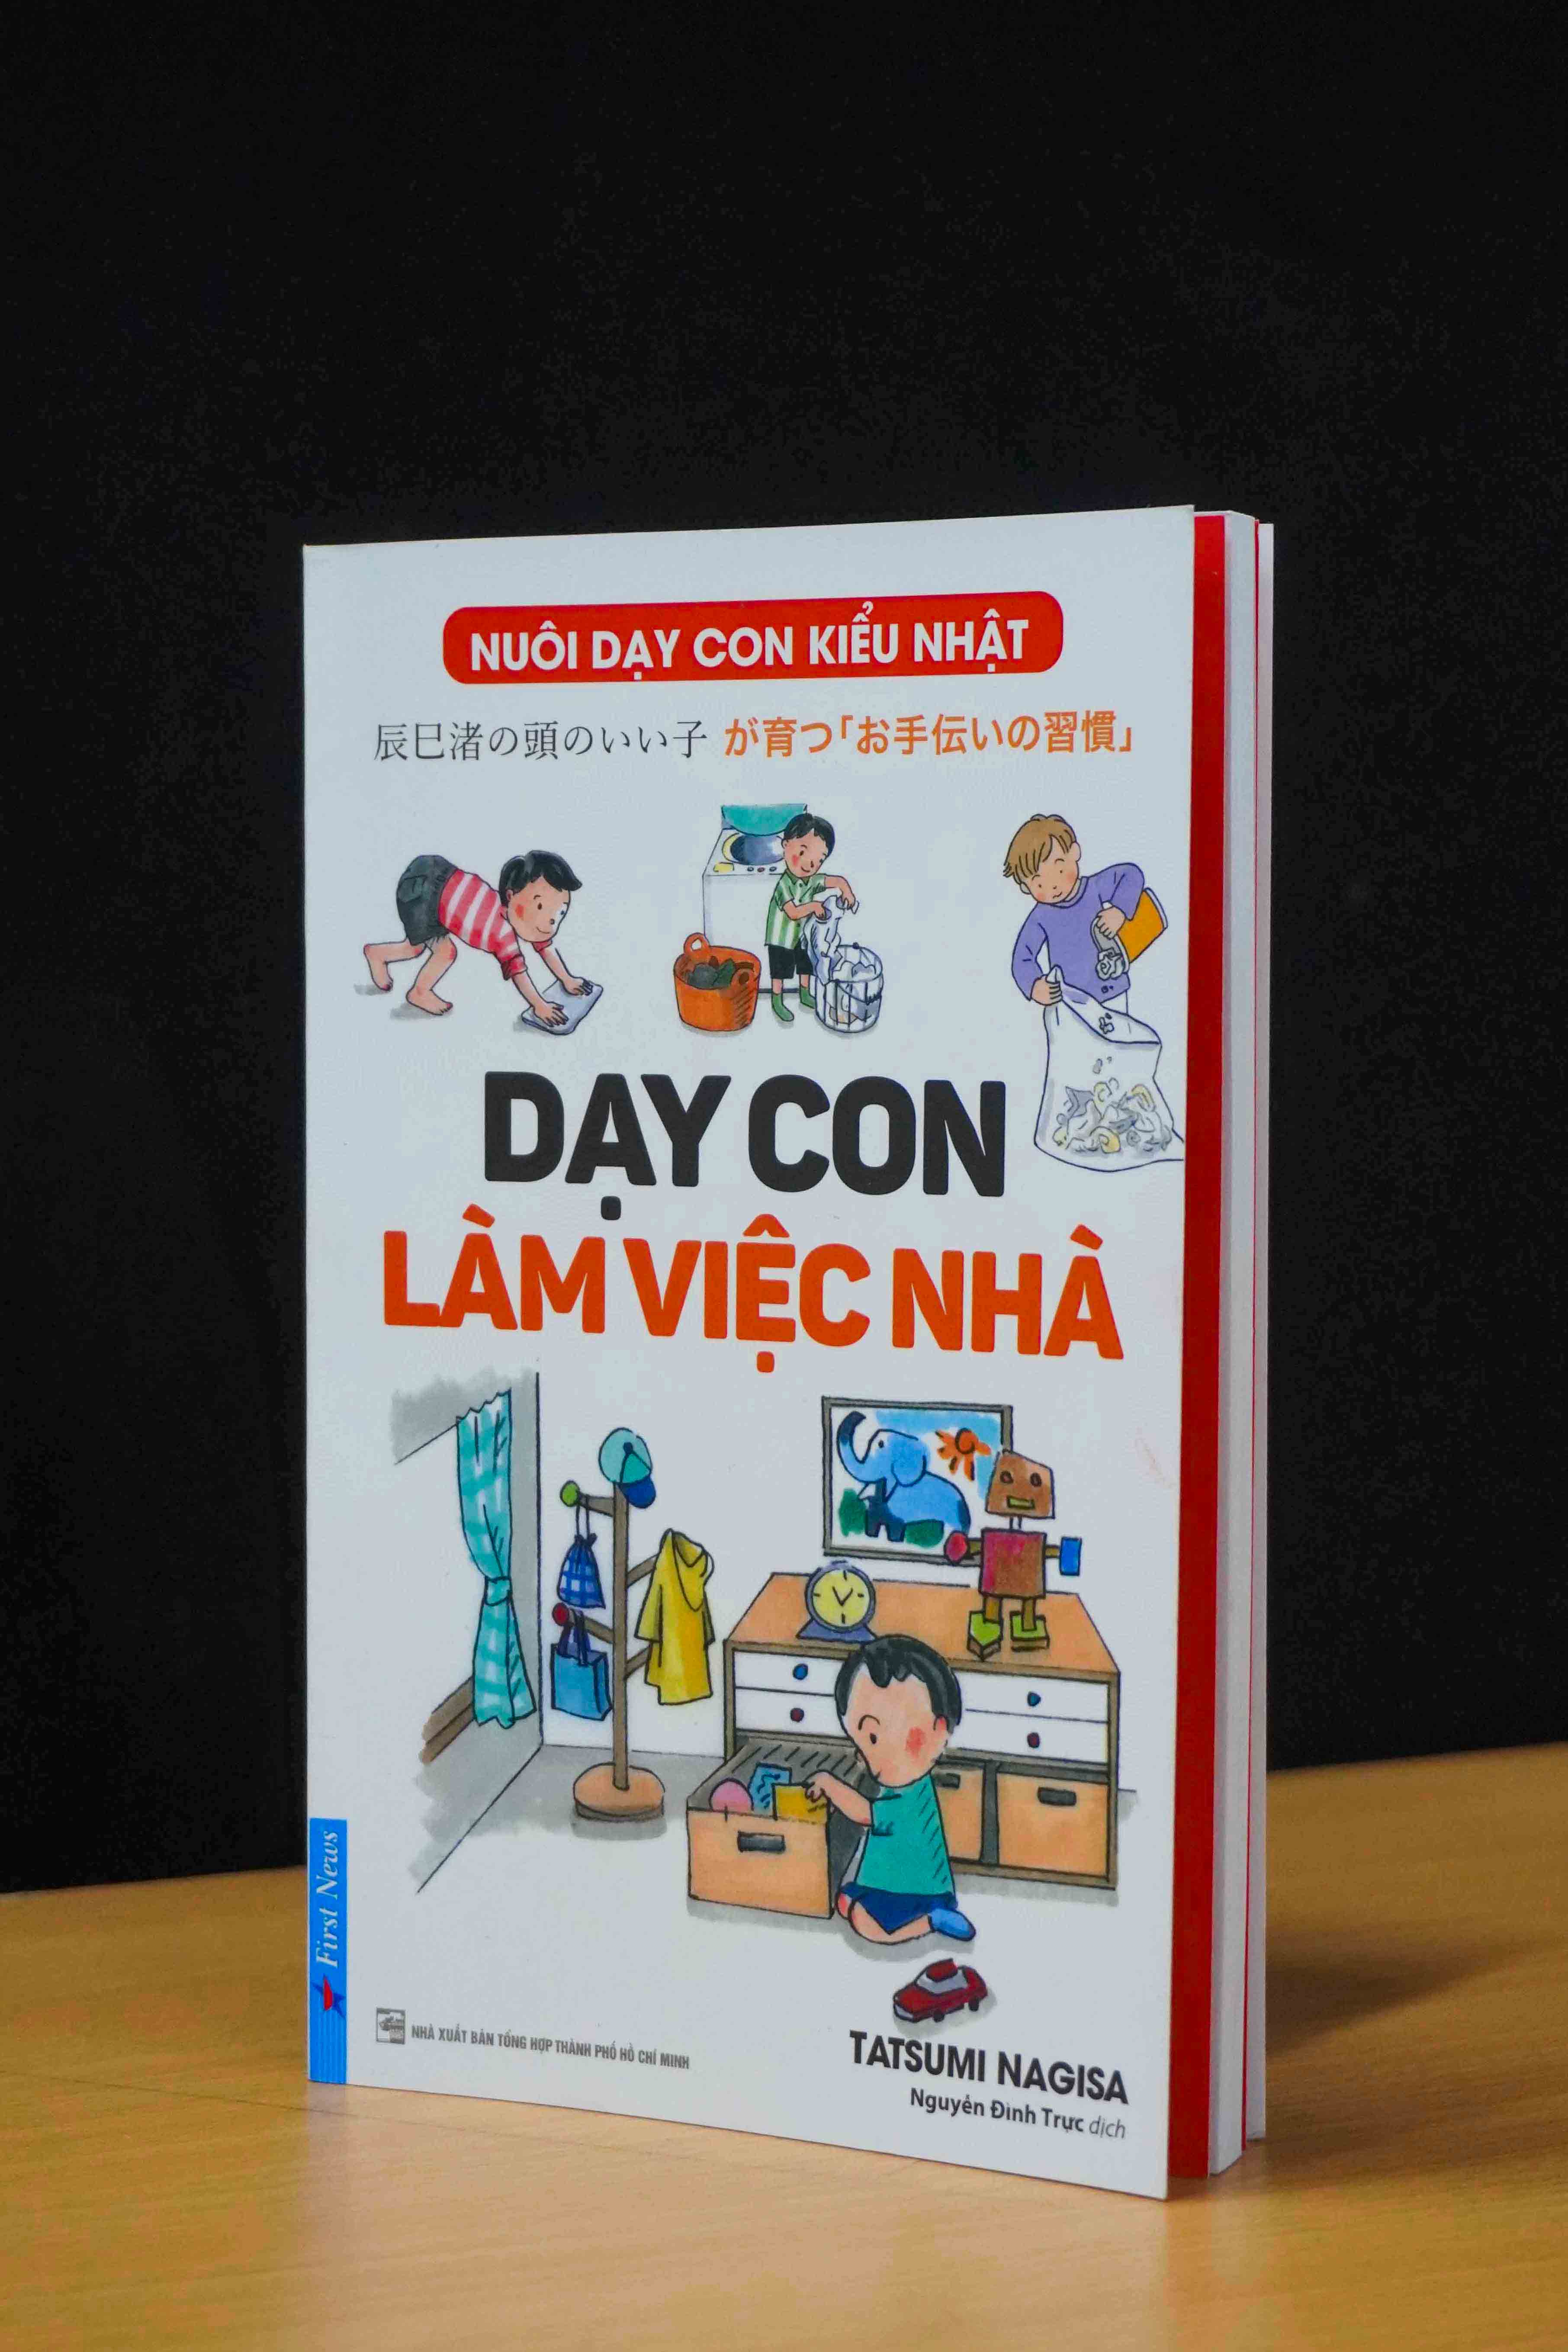 NUÔI DẠY CON KIỂU NHẬT
辰巳渚の頭のいい子 が育つ「お手伝いの習慣」
DẠY CON
LÀM VIỆC NHÀ
First News
NHÀ XUẤT BẢN TỔNG HỢP THÀNH PHỐ HỒ CHÍ MINH
TATSUMI NAGISA
Nguyễn Đình Trực dịch